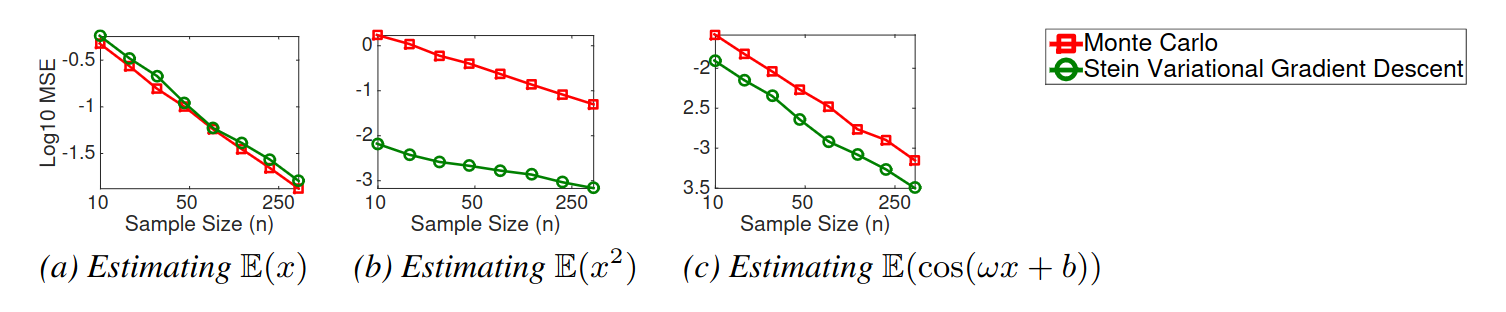 Log10 MSE
-0.5
-1
-1.5
10 50 250
Sample Size (n)
(a) Estimating 𝔼(x)
0
-1
-2
-3
10 50 250
Sample Size (n)
(b) Estimating 𝔼(x²)
-2
2.5
-3
3.5
10 50 250
Sample Size (n)
(c) Estimating 𝔼(cos(ωx + b))
Monte Carlo
Stein Variational Gradient Descent